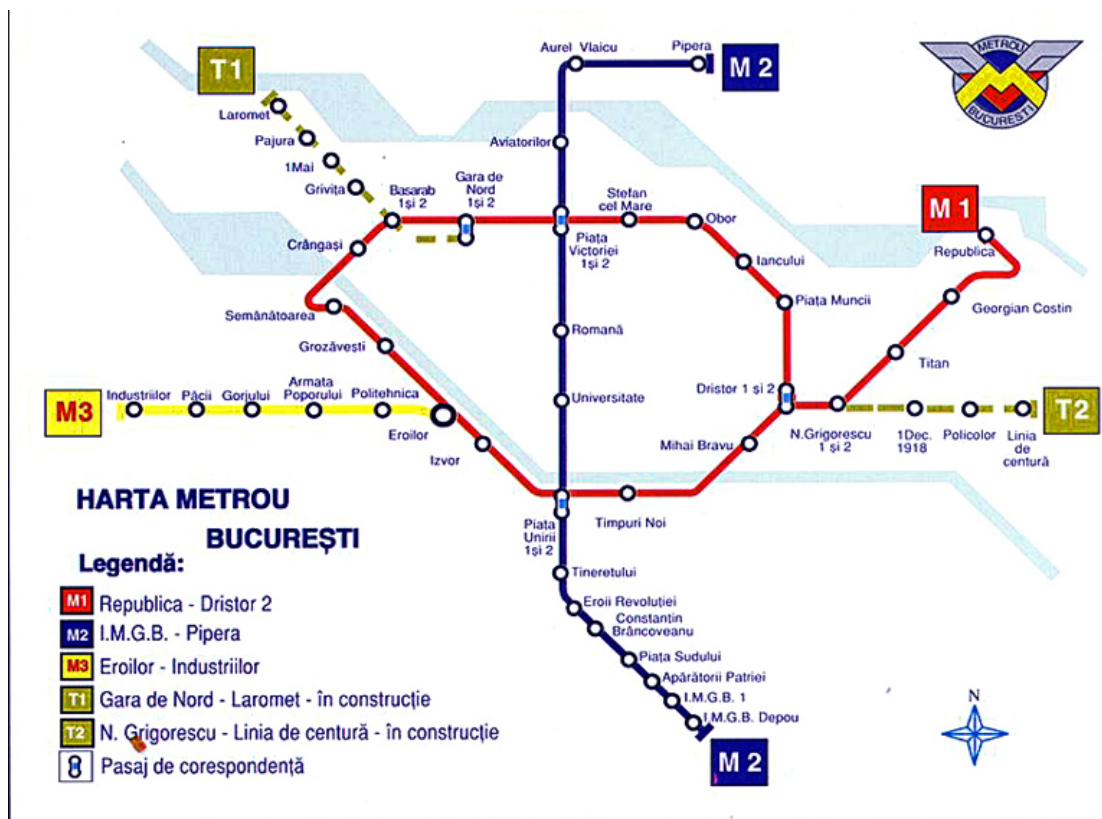 Aurel Vlaicu
Pipera
M 2
METROU
BUCUREȘTI
T1
Laromet
Pajura
1Mai
Grivița
Aviatorilor
Basarab
1și 2
Gara de
Nord
1și 2
Stefan
cel Mare
Obor
M 1
Republica
Crângași
Piața
Victoriei
1și 2
Iancului
Piața Muncii
Georgian Costin
Semănătoarea
Grozăvești
Romană
Titan
M3
Industriilor
Păcii
Gorjului
Armata
Poporului
Politehnica
Eroilor
Universitate
Dristor 1 și 2
T2
N.Grigorescu
1 și 2
1Dec.
1918
Policolor
Linia
de
centură
Izvor
Mihai Bravu
Piața
Unirii
1și 2
Timpuri Noi
HARTA METROU
BUCUREȘTI
Legendă:
M1 Republica - Dristor 2
M2 I.M.G.B. - Pipera
M3 Eroilor - Industriilor
T1 Gara de Nord - Laromet - în construcție
T2 N. Grigorescu - Linia de centură - în construcție
Pasaj de corespondență
Tineretului
Eroii Revoluției
Constantin
Brâncoveanu
Piața Sudului
Apărătorii Patriei
I.M.G.B. 1
I.M.G.B. Depou
M 2
N